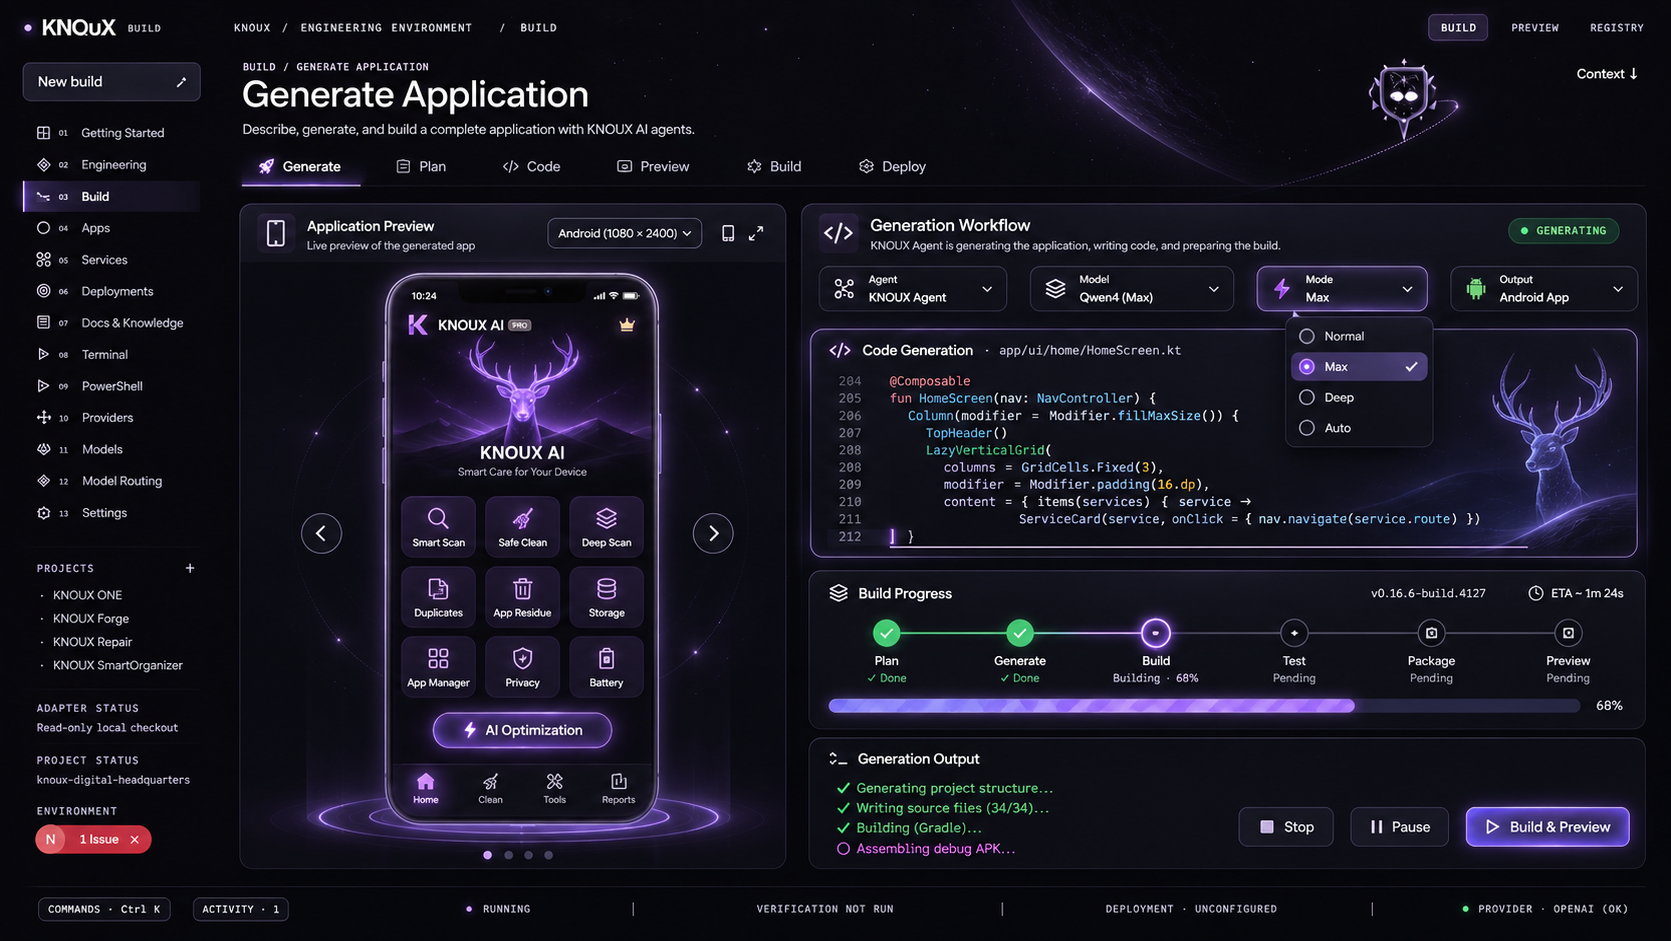 KNOuX BUILD
KNOUX / ENGINEERING ENVIRONMENT / BUILD
BUILD PREVIEW REGISTRY
New build
01 Getting Started
02 Engineering
03 Build
04 Apps
05 Services
06 Deployments
07 Docs & Knowledge
08 Terminal
09 PowerShell
10 Providers
11 Models
12 Model Routing
13 Settings
PROJECTS +
· KNOUX ONE
· KNOUX Forge
· KNOUX Repair
· KNOUX SmartOrganizer
ADAPTER STATUS
Read-only local checkout
PROJECT STATUS
knoux-digital-headquarters
ENVIRONMENT
N 1 Issue ×
BUILD / GENERATE APPLICATION
Generate Application
Describe, generate, and build a complete application with KNOUX AI agents.
Context ↓
Generate Plan Code Preview Build Deploy
Application Preview
Live preview of the generated app
Android (1080 × 2400)
10:24
K KNOUX AI PRO
KNOUX AI
Smart Care for Your Device
Smart Scan Safe Clean Deep Scan
Duplicates App Residue Storage
App Manager Privacy Battery
AI Optimization
Home Clean Tools Reports
Generation Workflow
KNOUX Agent is generating the application, writing code, and preparing the build.
GENERATING
Agent
KNOUX Agent
Model
Qwen4 (Max)
Mode
Max
Output
Android App
Normal
Max
Deep
Auto
</> Code Generation · app/ui/home/HomeScreen.kt
204 @Composable
205 fun HomeScreen(nav: NavController) {
206 Column(modifier = Modifier.fillMaxSize()) {
207 TopHeader()
208 LazyVerticalGrid(
208 columns = GridCells.Fixed(3),
209 modifier = Modifier.padding(16.dp),
210 content = { items(services) { service →
211 ServiceCard(service, onClick = { nav.navigate(service.route) })
212 ] }
Build Progress
v0.16.6-build.4127
ETA ~ 1m 24s
Plan Generate Build Test Package Preview
✓ Done ✓ Done Building · 68% Pending Pending Pending
68%
Generation Output
✓ Generating project structure...
✓ Writing source files (34/34)...
✓ Building (Gradle)...
Assembling debug APK...
Stop Pause Build & Preview
COMMANDS · Ctrl K
ACTIVITY · 1
RUNNING
VERIFICATION NOT RUN
DEPLOYMENT · UNCONFIGURED
PROVIDER · OPENAI (OK)